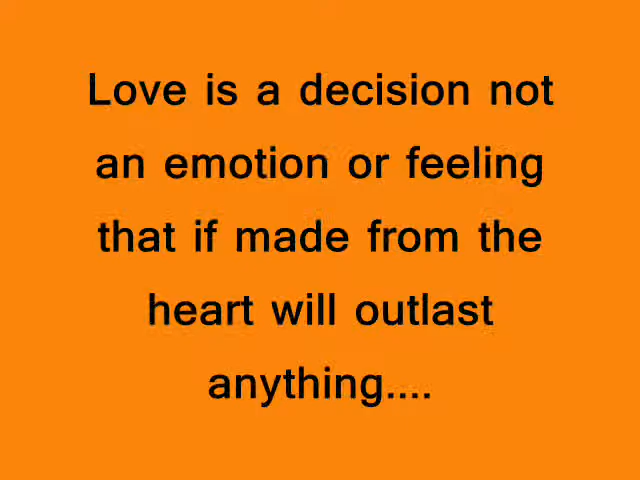 Love is a decision not
an emotion or feeling
that if made from the
heart will outlast
anything....